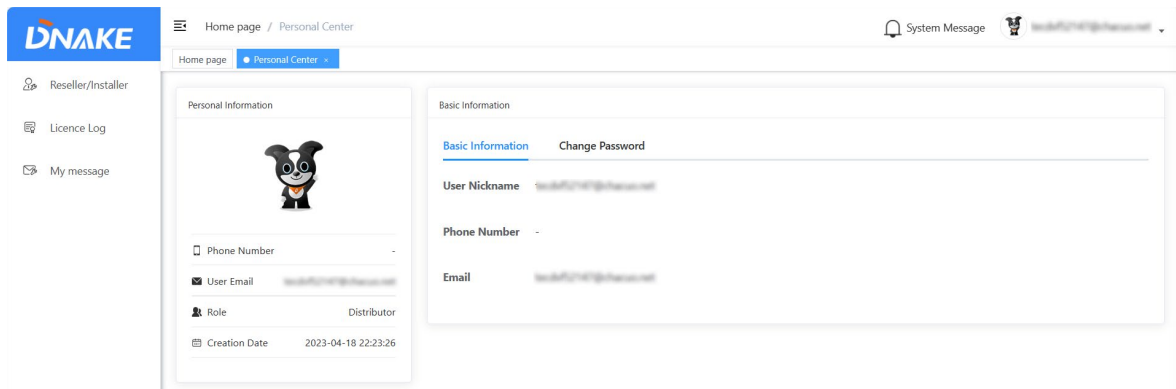 DNAKE
Home page / Personal Center
System Message
Home page
Personal Center ×
Reseller/Installer
Licence Log
My message
Personal Information
Phone Number -
User Email
Role Distributor
Creation Date 2023-04-18 22:23:26
Basic Information
Basic Information Change Password
User Nickname
Phone Number -
Email